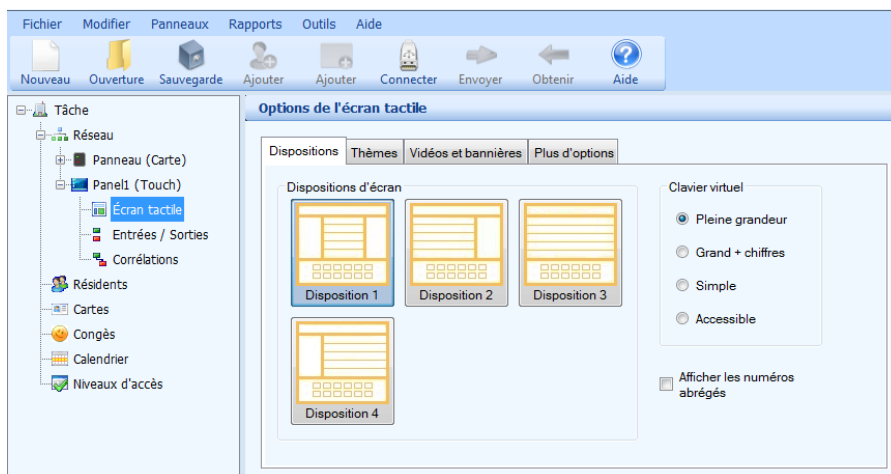 Fichier Modifier Panneaux Rapports Outils Aide
Nouveau Ouverture Sauvegarde Ajouter Ajouter Connecter Envoyer Obtenir Aide
Tâche
Réseau
Panneau (Carte)
Panel1 (Touch)
Écran tactile
Entrées / Sorties
Corrélations
Résidents
Cartes
Congès
Calendrier
Niveaux d'accès
Options de l'écran tactile
Dispositions Thèmes Vidéos et bannières Plus d'options
Dispositions d'écran
Disposition 1 Disposition 2 Disposition 3
Disposition 4
Clavier virtuel
Pleine grandeur
Grand + chiffres
Simple
Accessible
Afficher les numéros
abrégés